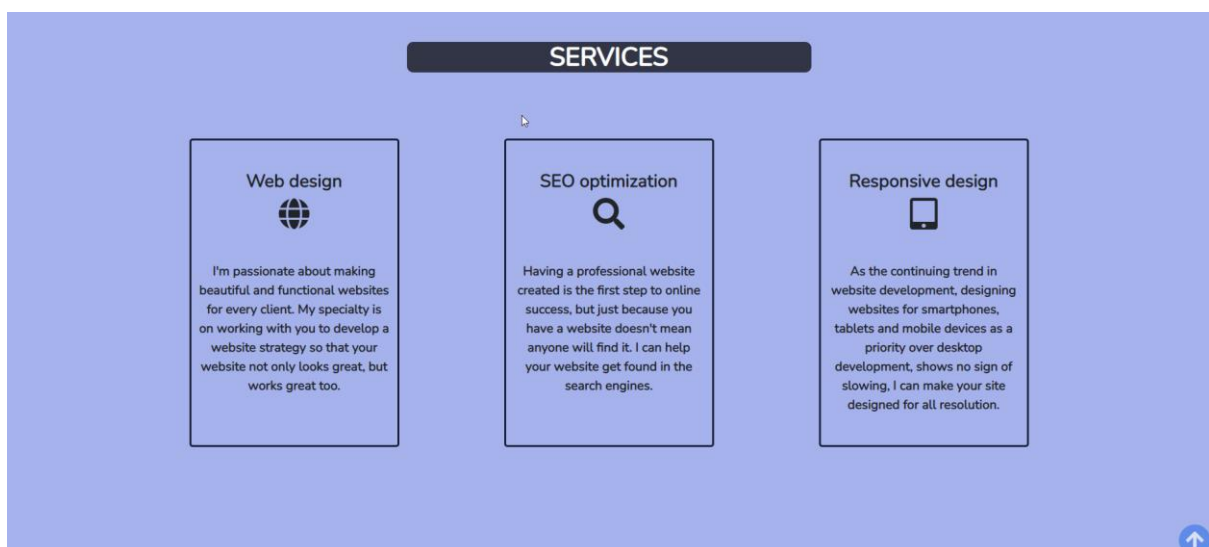 SERVICES
Web design
I'm passionate about making
beautiful and functional websites
for every client. My specialty is
on working with you to develop a
website strategy so that your
website not only looks great, but
works great too.
SEO optimization
Having a professional website
created is the first step to online
success, but just because you
have a website doesn't mean
anyone will find it. I can help
your website get found in the
search engines.
Responsive design
As the continuing trend in
website development, designing
websites for smartphones,
tablets and mobile devices as a
priority over desktop
development, shows no sign of
slowing, I can make your site
designed for all resolution.